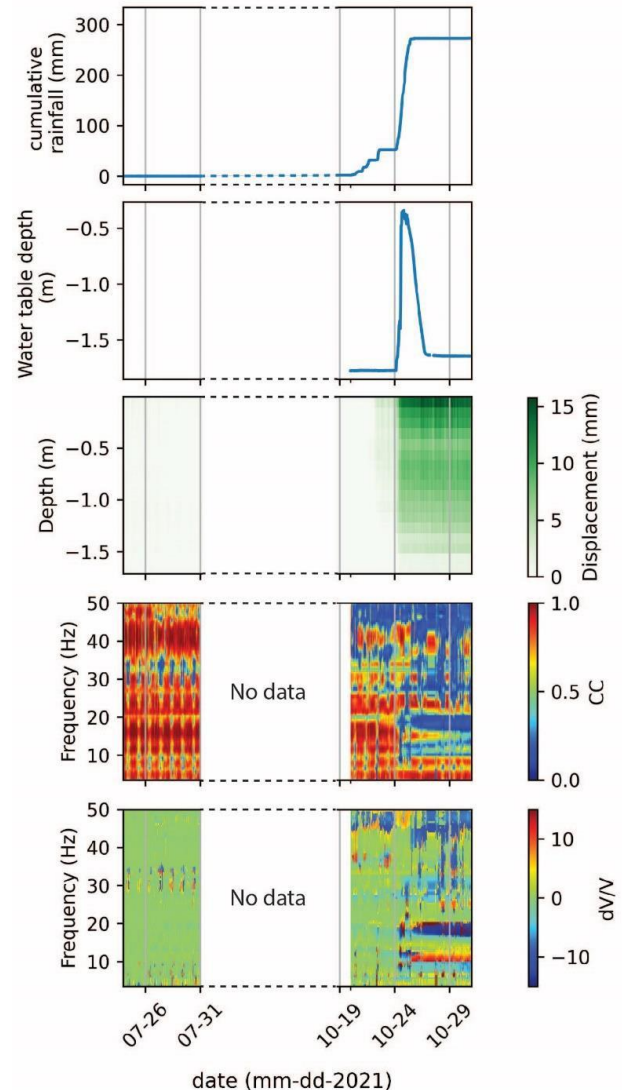 cumulative
rainfall (mm)
300
200
100
0
Water table depth
(m)
−0.5
−1.0
−1.5
Depth (m)
−0.5
−1.0
−1.5
Displacement (mm)
15
10
5
0
Frequency (Hz)
50
40
30
20
10
No data
CC
1.0
0.5
0.0
Frequency (Hz)
50
40
30
20
10
No data
dV/V
10
0
−10
07-26
07-31
10-19
10-24
10-29
date (mm-dd-2021)